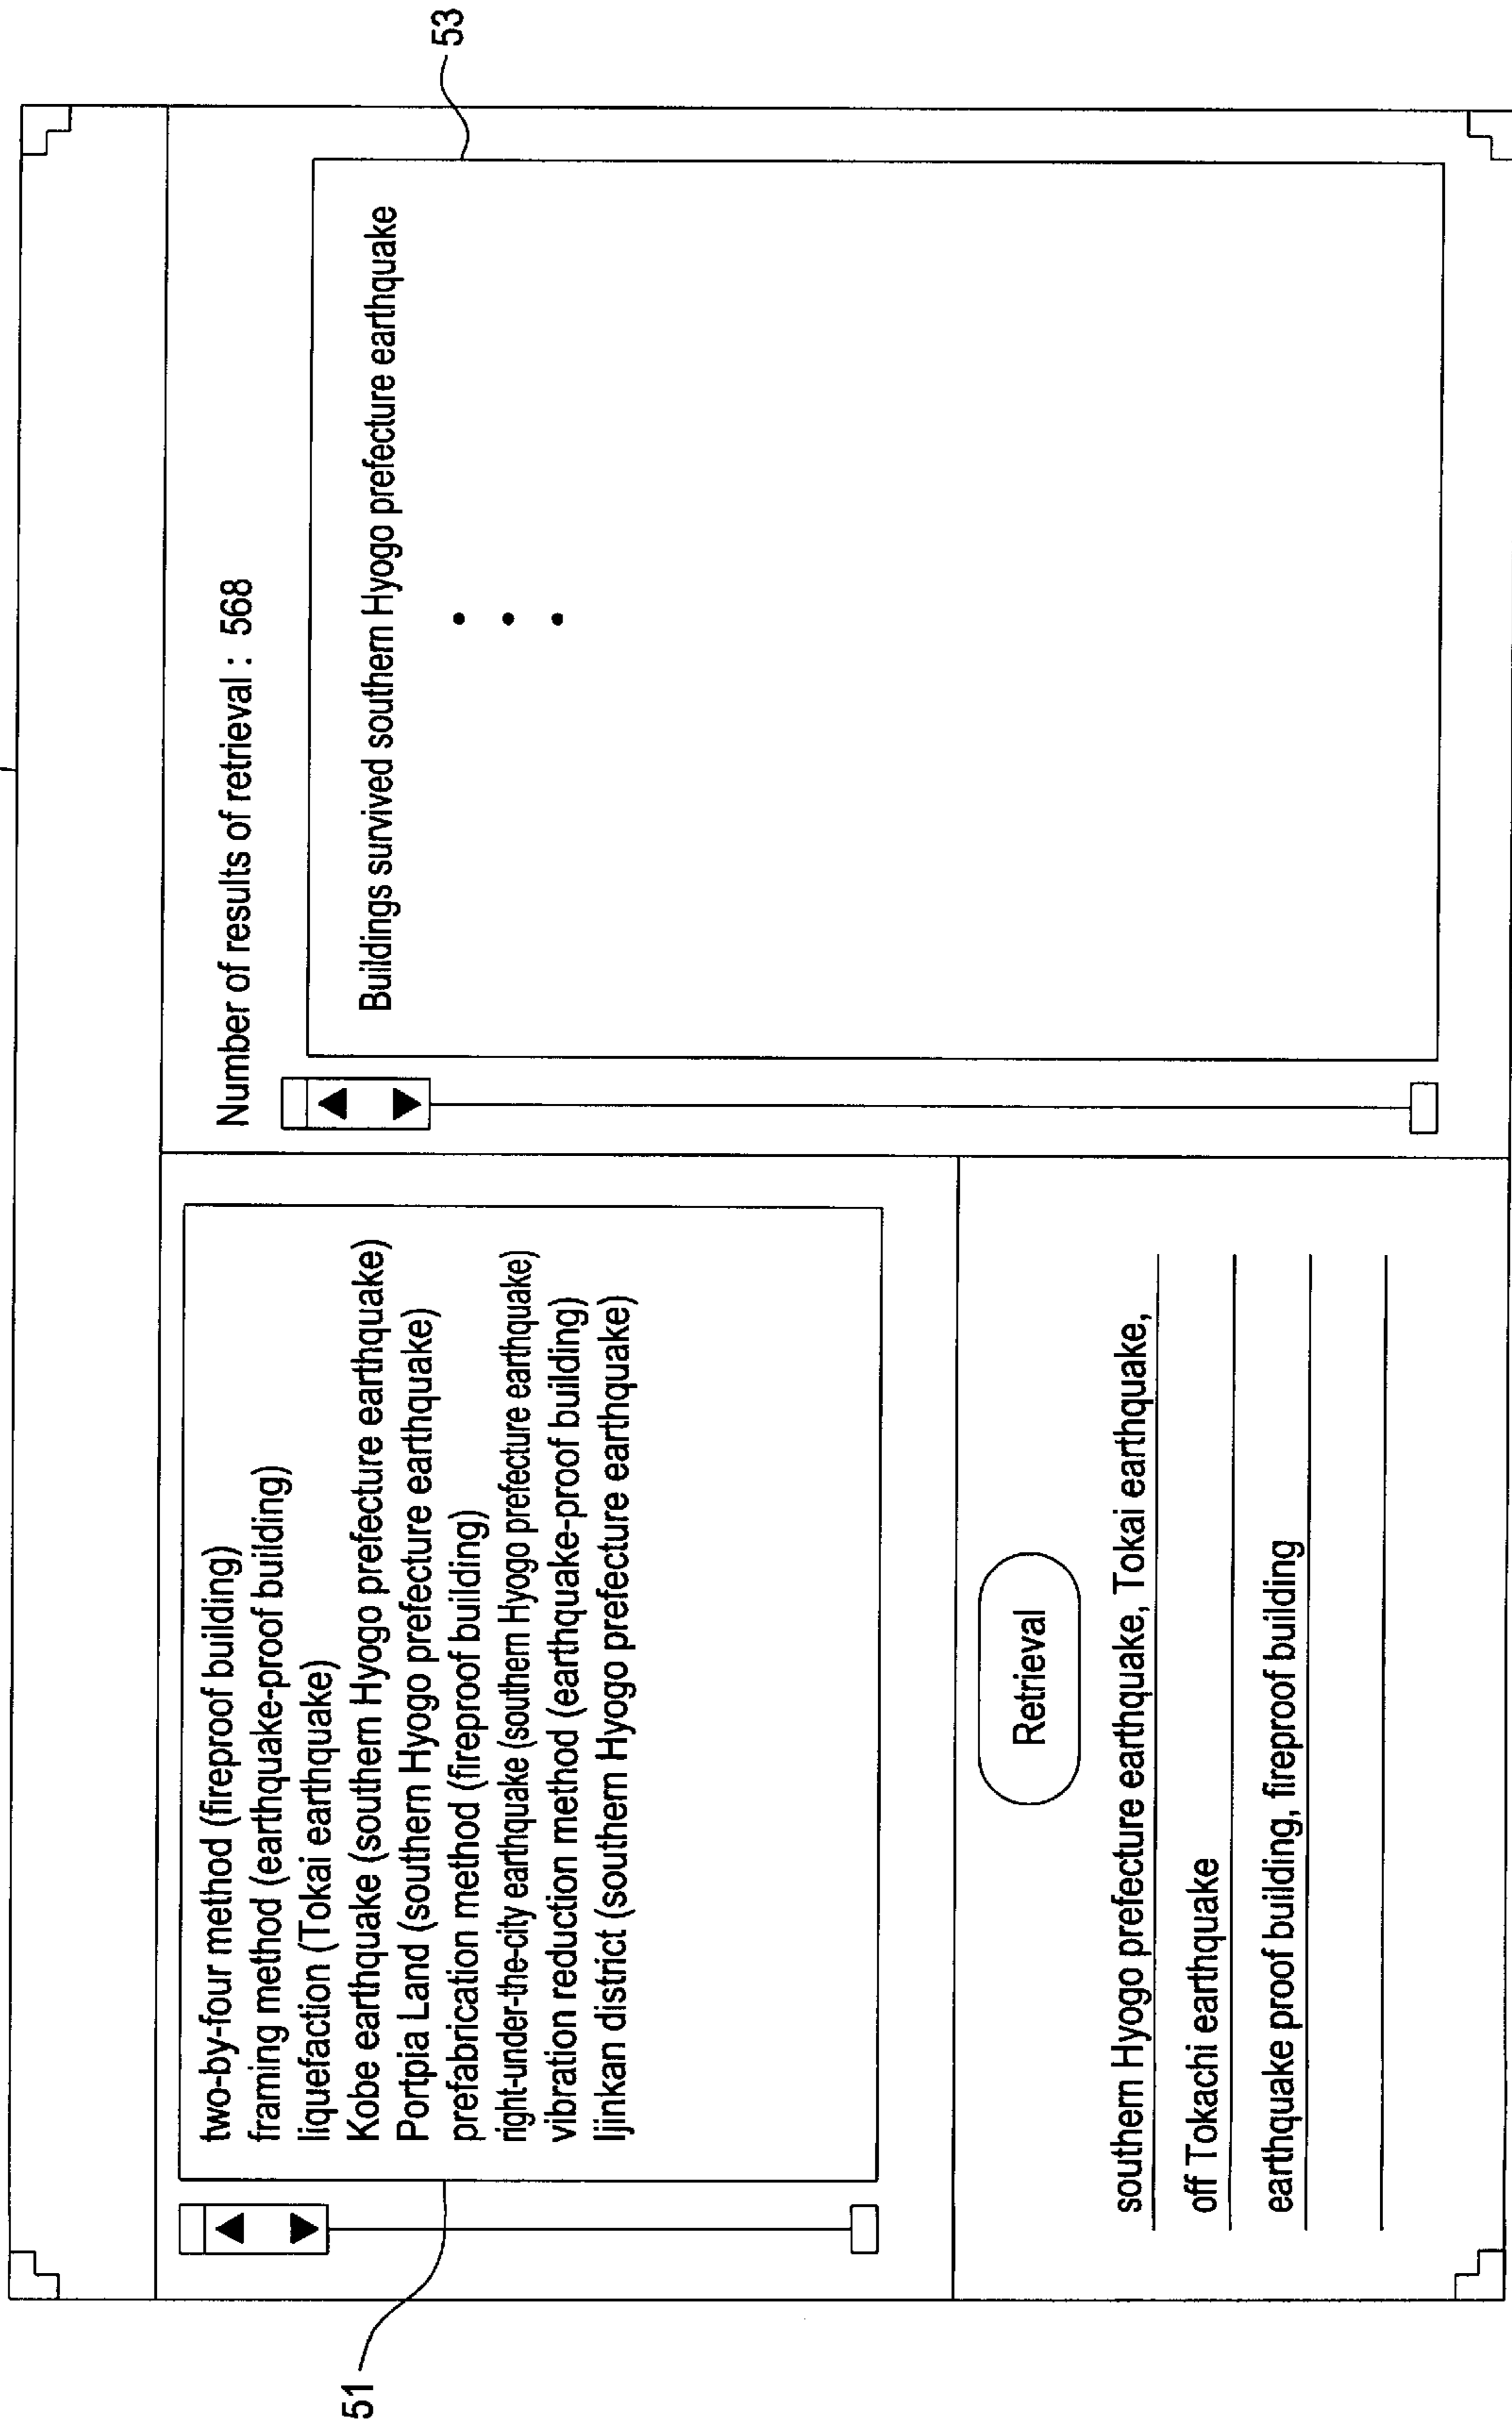 51
two-by-four method (fireproof building)
framing method (earthquake-proof building)
liquefaction (Tokai earthquake)
Kobe earthquake (southern Hyogo prefecture earthquake)
Portpia Land (southern Hyogo prefecture earthquake)
prefabrication method (fireproof building)
right-under-the-city earthquake (southern Hyogo prefecture earthquake)
vibration reduction method (earthquake-proof building)
Ijinkan district (southern Hyogo prefecture earthquake)
Retrieval
southern Hyogo prefecture earthquake, Tokai earthquake,
off Tokachi earthquake
earthquake proof building, fireproof building
Number of results of retrieval : 568
Buildings survived southern Hyogo prefecture earthquake
53